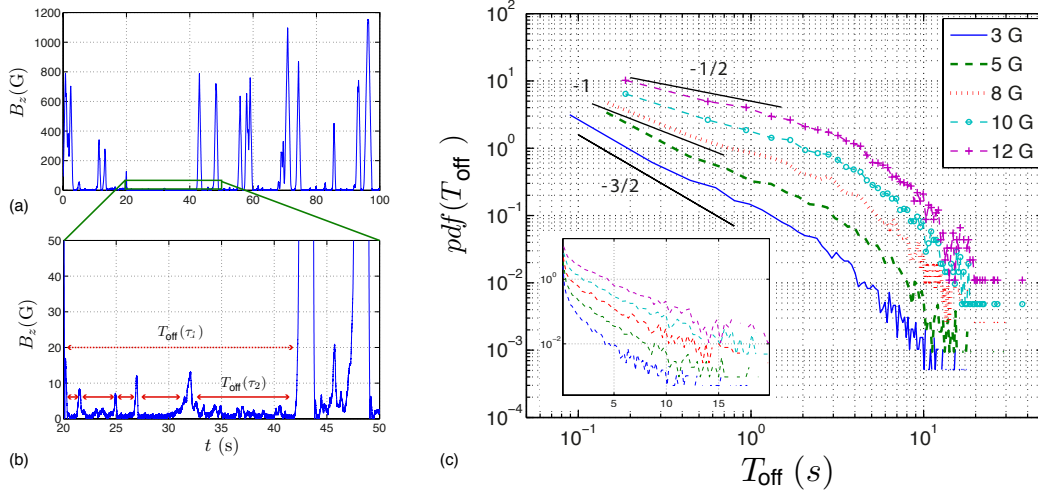 (a)
B_z(G)
1200
1000
800
600
400
200
0
0 20 40 60 80 100
(b)
B_z(G)
50
40
30
20
10
0
T_off(τ_1)
T_off(τ_2)
20 25 30 35 40 45 50
t (s)
(c)
pdf(T_off)
10^2
10^1
10^0
10^-1
10^-2
10^-3
10^-4
-1/2
-1
-3/2
3 G
5 G
8 G
10 G
12 G
10^0
10^-2
5 10 15
10^-1 10^0 10^1
T_off (s)